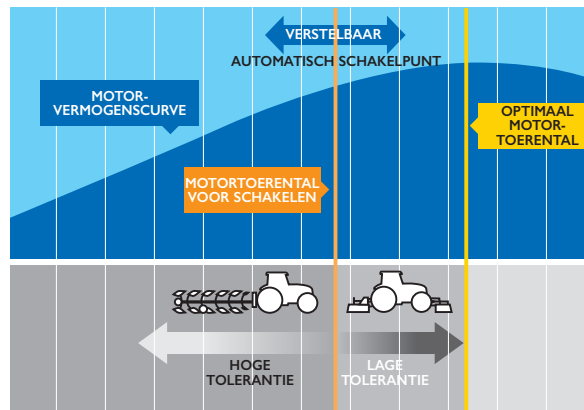 VERSTELBAAR
AUTOMATISCH SCHAKELPUNT
MOTOR-
VERMOGENSCURVE
OPTIMAAL
MOTOR-
TOERENTAL
MOTORTOERENTAL
VOOR SCHAKELEN
HOGE
TOLERANTIE
LAGE
TOLERANTIE